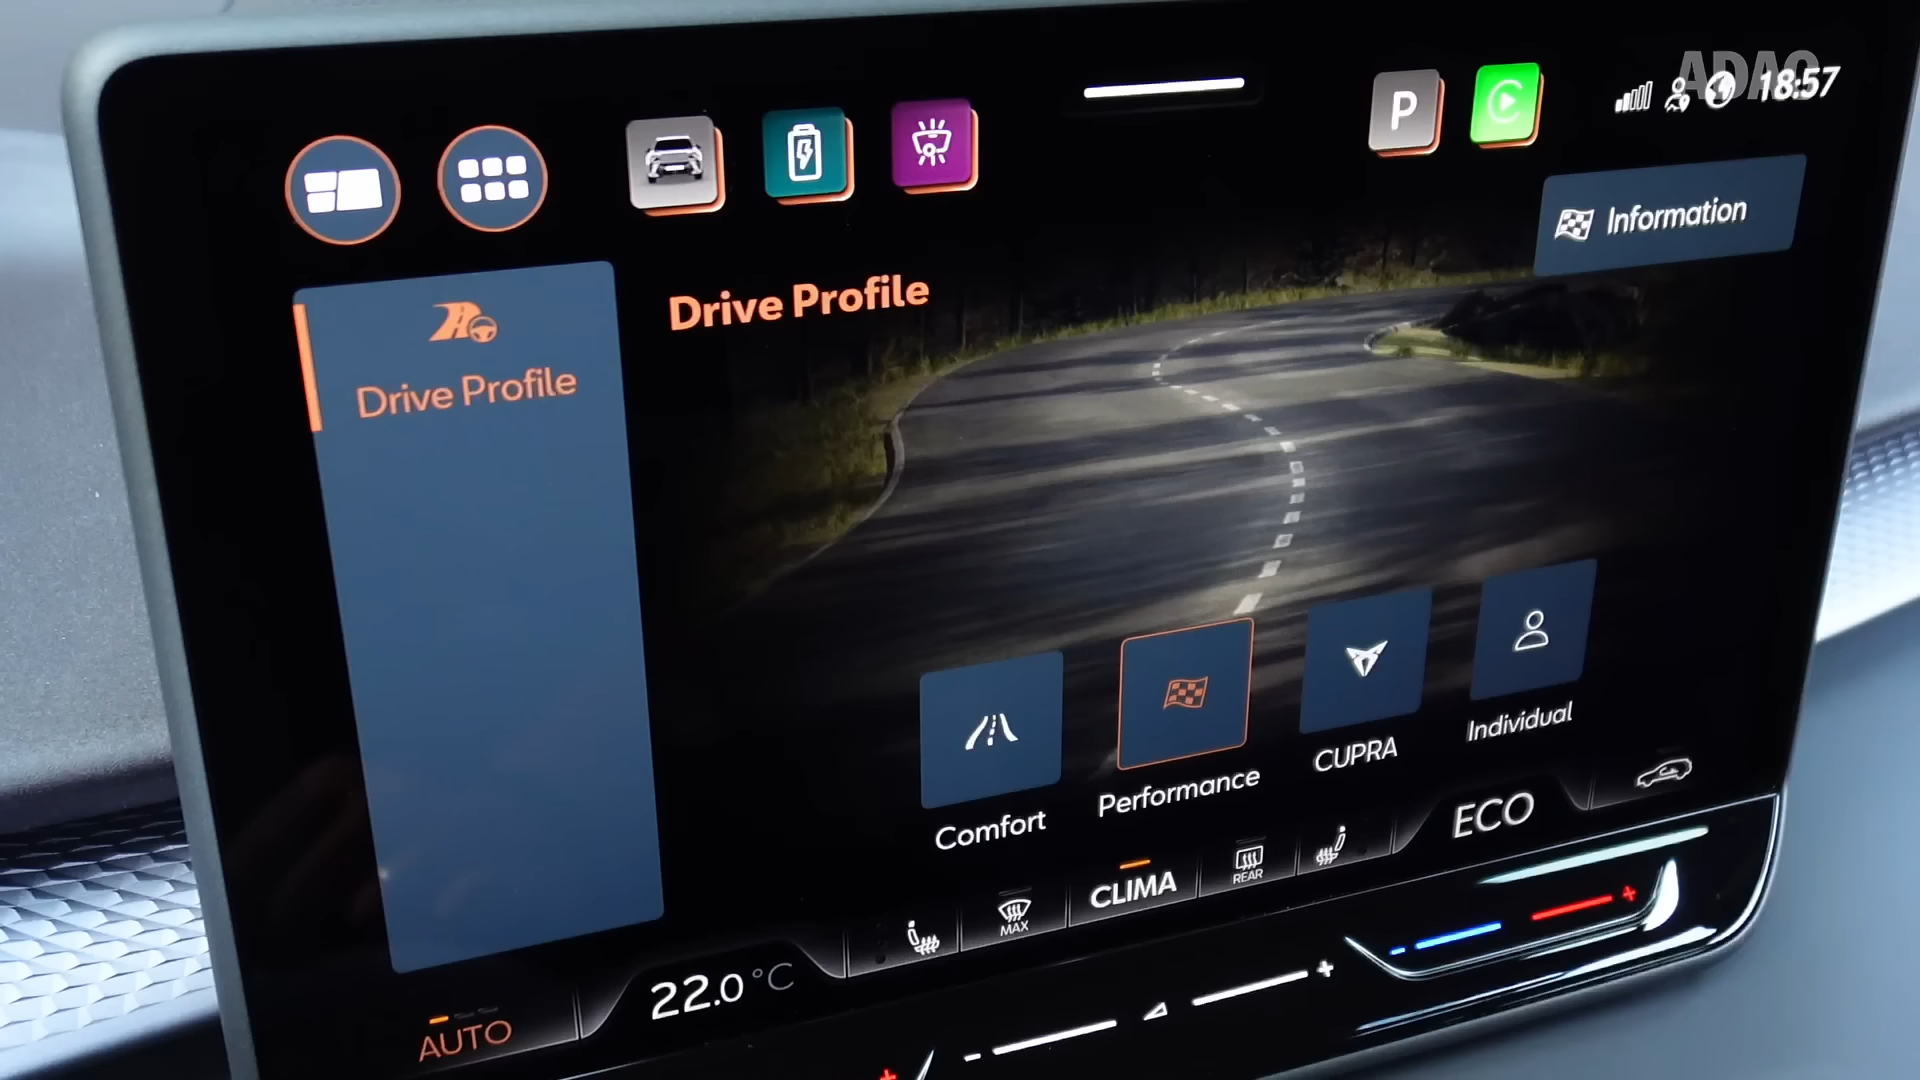 ADAC
P
18:57
Information
Drive Profile
Drive Profile
Comfort
Performance
CUPRA
Individual
AUTO
22.0 °C
MAX
CLIMA
REAR
ECO
- +
- +
+